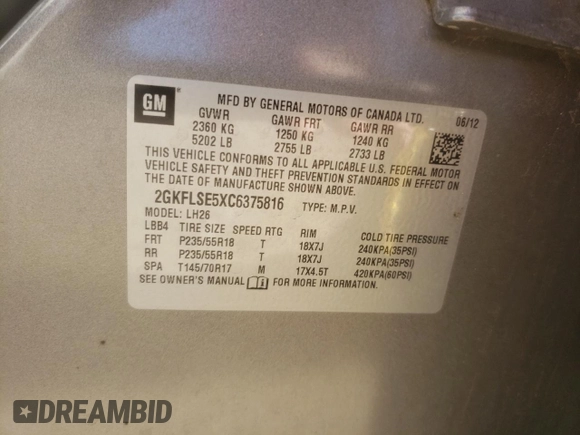 GM
MFD BY GENERAL MOTORS OF CANADA LTD. 06/12
GVWR GAWR FRT GAWR RR
2360 KG 1250 KG 1240 KG
5202 LB 2755 LB 2733 LB
THIS VEHICLE CONFORMS TO ALL APPLICABLE U.S. FEDERAL MOTOR
VEHICLE SAFETY AND THEFT PREVENTION STANDARDS IN EFFECT ON
THE DATE OF MANUFACTURE SHOWN ABOVE.
2GKFLSE5XC6375816 TYPE: M.P.V.
MODEL: LH26
LBB4 TIRE SIZE SPEED RTG RIM COLD TIRE PRESSURE
FRT P235/55R18 T 18X7J 240KPA(35PSI)
RR P235/55R18 T 18X7J 240KPA(35PSI)
SPA T145/70R17 M 17X4.5T 420KPA(60PSI)
SEE OWNER'S MANUAL i FOR MORE INFORMATION.
DREAMBID